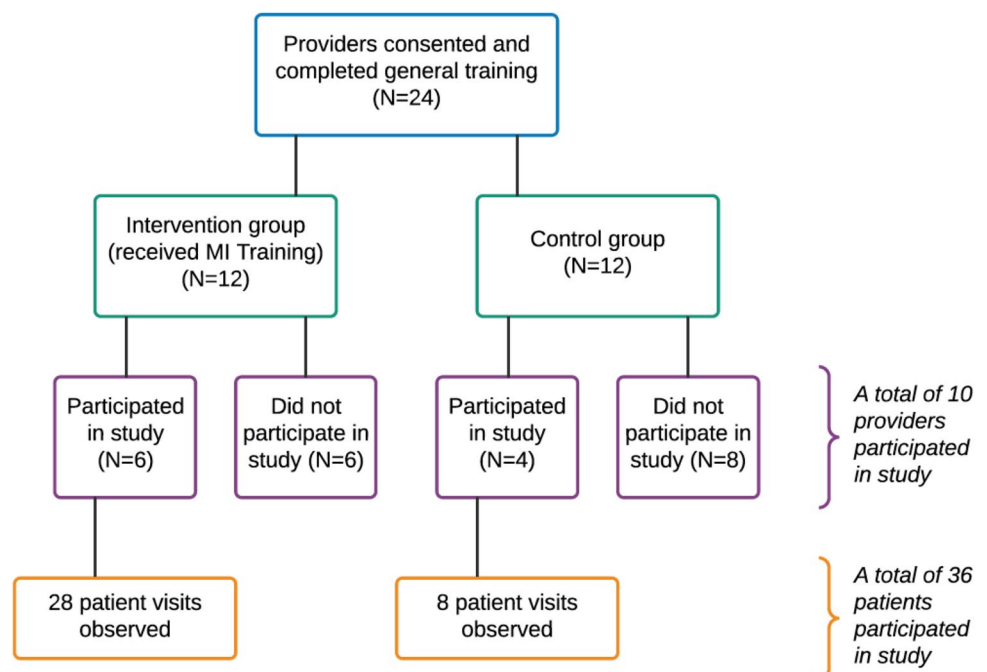 Providers consented and
completed general training
(N=24)
Intervention group
(received MI Training)
(N=12)
Control group
(N=12)
Participated
in study
(N=6)
Did not
participate in
study (N=6)
Participated
in study
(N=4)
Did not
participate in
study (N=8)
A total of 10
providers
participated
in study
28 patient visits
observed
8 patient visits
observed
A total of 36
patients
participated
in study